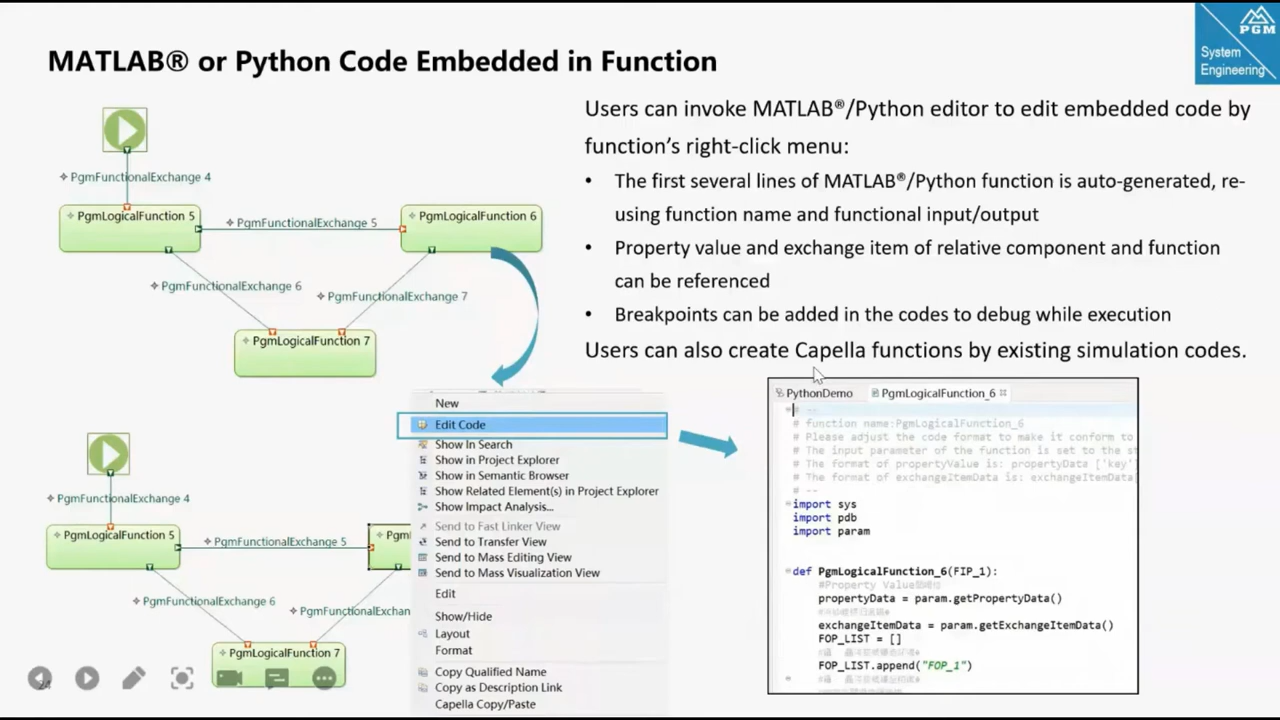 MATLAB® or Python Code Embedded in Function
PGM
System
Engineering
PgmFunctionalExchange 4
PgmLogicalFunction 5
PgmFunctionalExchange 5
PgmLogicalFunction 6
PgmFunctionalExchange 6
PgmFunctionalExchange 7
PgmLogicalFunction 7
Users can invoke MATLAB®/Python editor to edit embedded code by
function's right-click menu:
• The first several lines of MATLAB®/Python function is auto-generated, re-
using function name and functional input/output
• Property value and exchange item of relative component and function
can be referenced
• Breakpoints can be added in the codes to debug while execution
Users can also create Capella functions by existing simulation codes.
PgmFunctionalExchange 4
PgmLogicalFunction 5
PgmFunctionalExchange 5
PgmL
PgmFunctionalExchange 6
PgmFunctionalExchan
PgmLogicalFunction 7
24
New
Edit Code
Show In Search
Show in Project Explorer
Show in Semantic Browser
Show Related Element(s) in Project Explorer
Show Impact Analysis...
Send to Fast Linker View
Send to Transfer View
Send to Mass Editing View
Send to Mass Visualization View
Edit
Show/Hide
Layout
Format
Copy Qualified Name
Copy as Description Link
Capella Copy/Paste
PythonDemo
PgmLogicalFunction_6
# --
# function name:PgmLogicalFunction_6
# Please adjust the code format to make it conform to
# The input parameter of the function is set to the st
# The format of propertyValue is: propertyData ['key'
# The format of exchangeItemData is: exchangeItemData
# --
import sys
import pdb
import param
def PgmLogicalFunction_6(FIP_1):
#Property Value
propertyData = param.getPropertyData()
exchangeItemData = param.getExchangeItemData()
FOP_LIST = []
FOP_LIST.append("FOP_1")